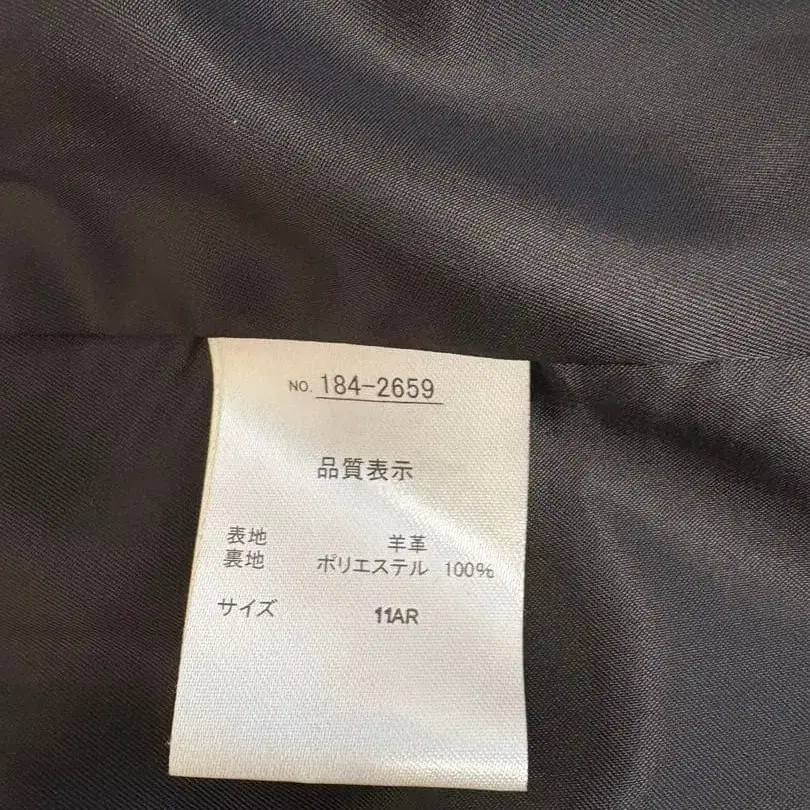 NO. 184-2659
品質表示
表地 羊革
裏地 ポリエステル 100%
サイズ 11AR